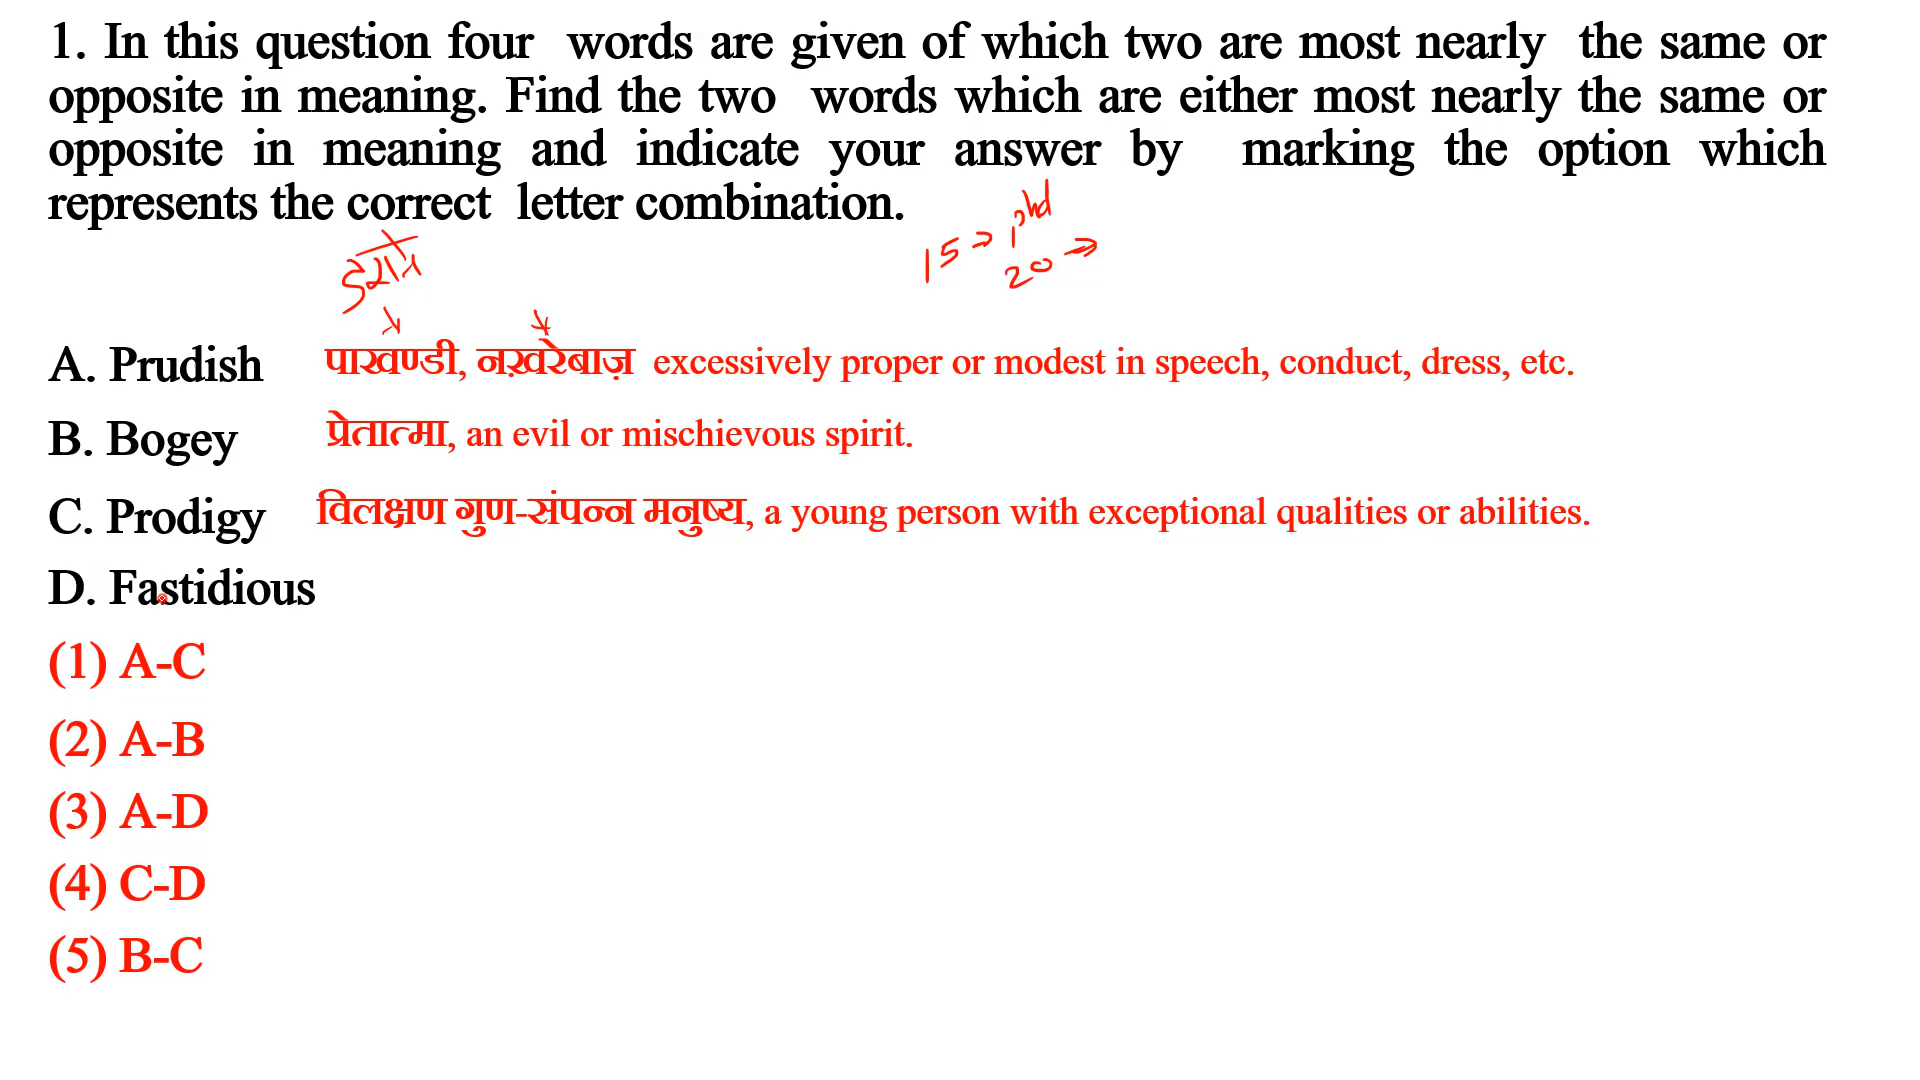 1. In this question four words are given of which two are most nearly the same or
opposite in meaning. Find the two words which are either most nearly the same or
opposite in meaning and indicate your answer by marking the option which
represents the correct letter combination.
15 → Phd
20 →
A. Prudish पाखण्डी, नख़रेबाज़ excessively proper or modest in speech, conduct, dress, etc.
B. Bogey प्रेतात्मा, an evil or mischievous spirit.
C. Prodigy विलक्षण गुण-संपन्न मनुष्य, a young person with exceptional qualities or abilities.
D. Fastidious
(1) A-C
(2) A-B
(3) A-D
(4) C-D
(5) B-C